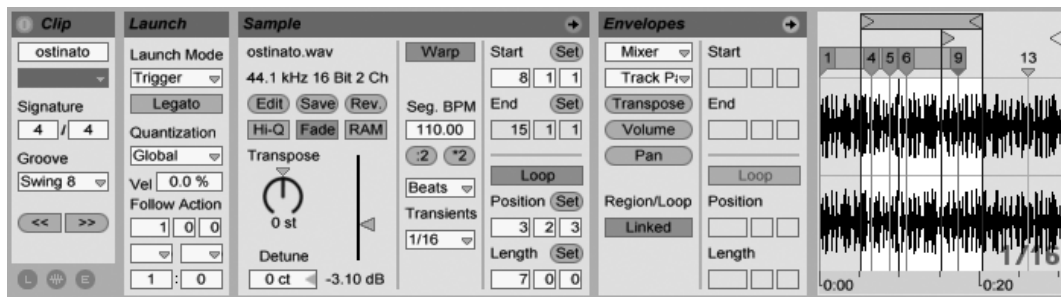 Clip
ostinato
Signature
4 / 4
Groove
Swing 8
<< >>
L E
Launch
Launch Mode
Trigger
Legato
Quantization
Global
Vel 0.0 %
Follow Action
1 0 0
1 : 0
Sample
ostinato.wav
44.1 kHz 16 Bit 2 Ch
Edit Save Rev.
Hi-Q Fade RAM
Transpose
0 st
Detune
0 ct -3.10 dB
Warp
Seg. BPM
110.00
:2 *2
Beats
Transients
1/16
Start Set
8 1 1
End Set
15 1 1
Loop
Position Set
3 2 3
Length Set
7 0 0
Envelopes
Mixer
Track Pa
Transpose
Volume
Pan
Region/Loop
Linked
Start
End
Loop
Position
Length
1 4 5 6 9 13
1/16
0:00 0:20